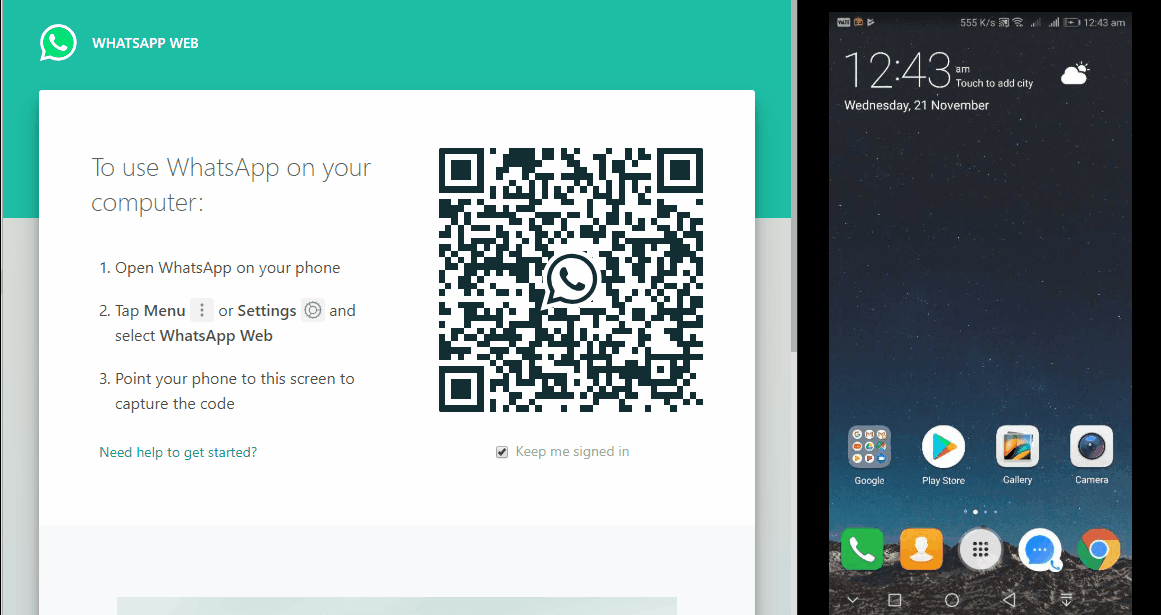 WHATSAPP WEB
To use WhatsApp on your
computer:
1. Open WhatsApp on your phone
2. Tap Menu or Settings and
select WhatsApp Web
3. Point your phone to this screen to
capture the code
Need help to get started?
Keep me signed in
555 K/s 12:43 am
12:43 am
Touch to add city
Wednesday, 21 November
Google Play Store Gallery Camera